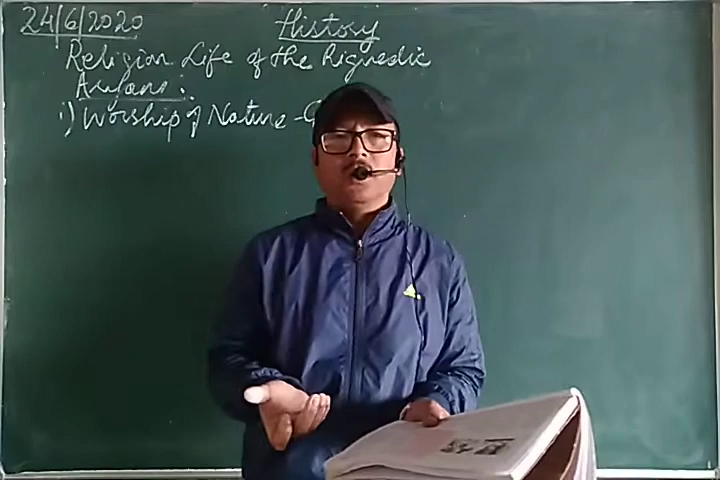 24/6/2020
History
Religion Life of the Rigvedic
Aryans:
i) Worship of Nature -